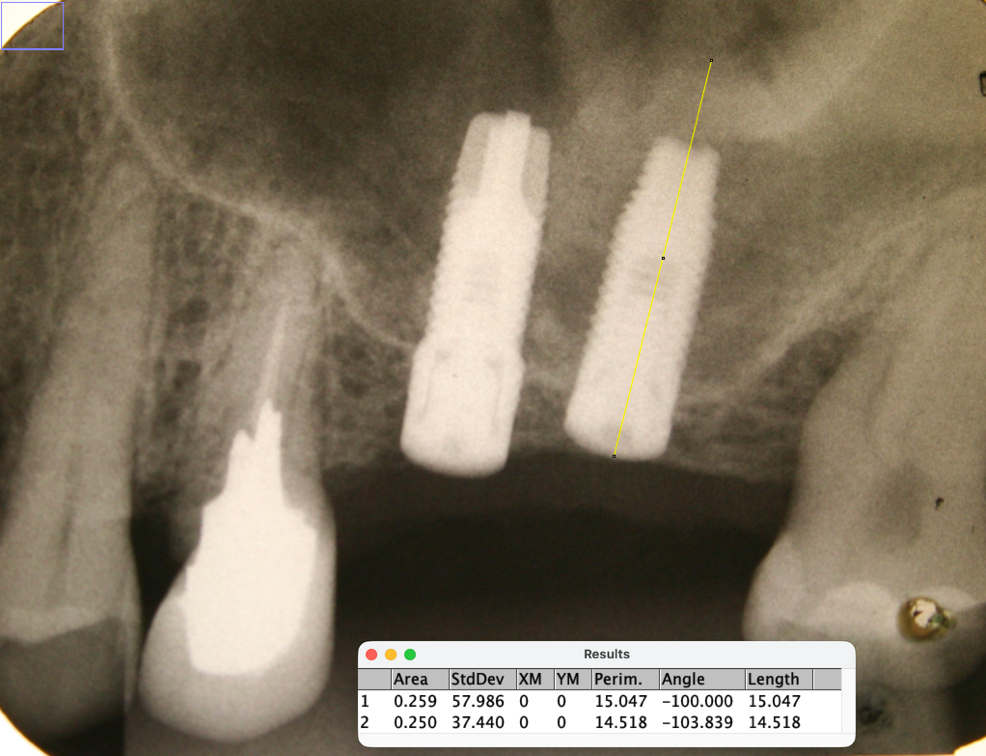 Results
Area StdDev XM YM Perim. Angle Length
1 0.259 57.986 0 0 15.047 −100.000 15.047
2 0.250 37.440 0 0 14.518 −103.839 14.518